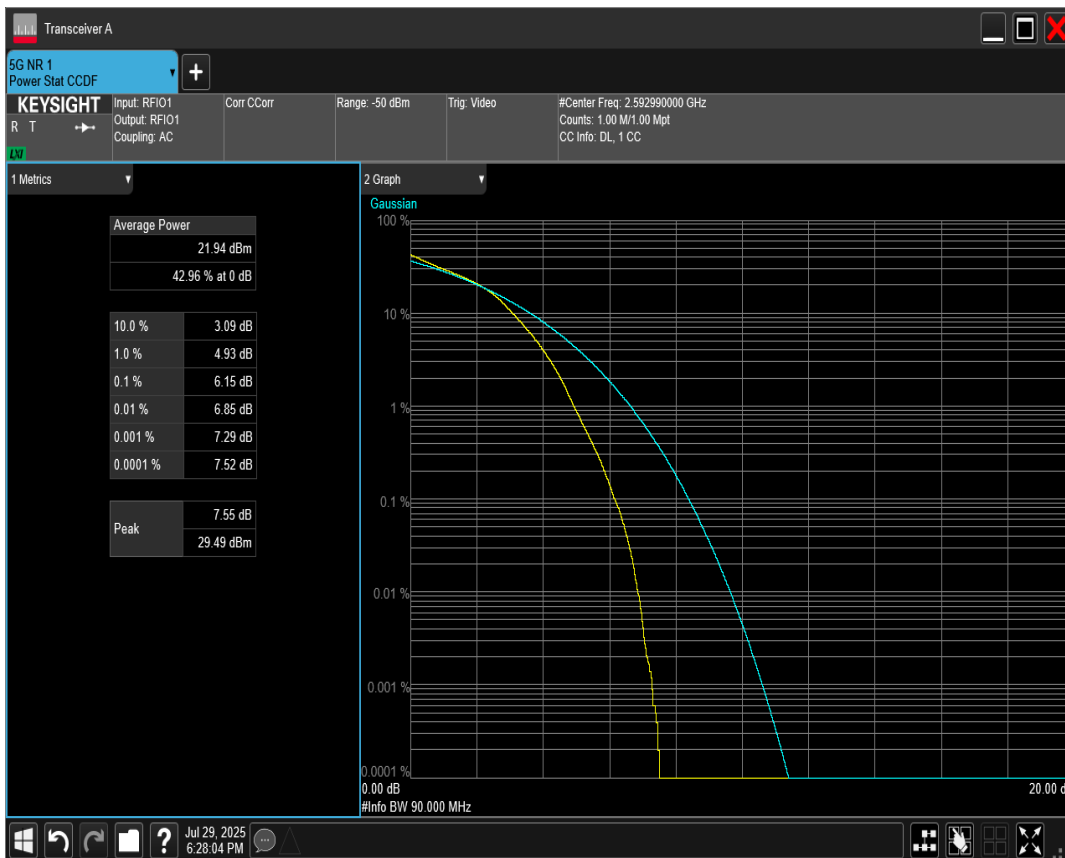 Transceiver A
5G NR 1
Power Stat CCDF
+
KEYSIGHT
R T
LXI
Input: RFIO1
Output: RFIO1
Coupling: AC
Corr CCorr
Range: -50 dBm
Trig: Video
#Center Freq: 2.592990000 GHz
Counts: 1.00 M/1.00 Mpt
CC Info: DL, 1 CC
1 Metrics
Average Power
21.94 dBm
42.96 % at 0 dB
10.0 % 3.09 dB
1.0 % 4.93 dB
0.1 % 6.15 dB
0.01 % 6.85 dB
0.001 % 7.29 dB
0.0001 % 7.52 dB
Peak
7.55 dB
29.49 dBm
2 Graph
Gaussian
100 %
10 %
1 %
0.1 %
0.01 %
0.001 %
0.0001 %
0.00 dB
20.00 d
#Info BW 90.000 MHz
?
Jul 29, 2025
6:28:04 PM